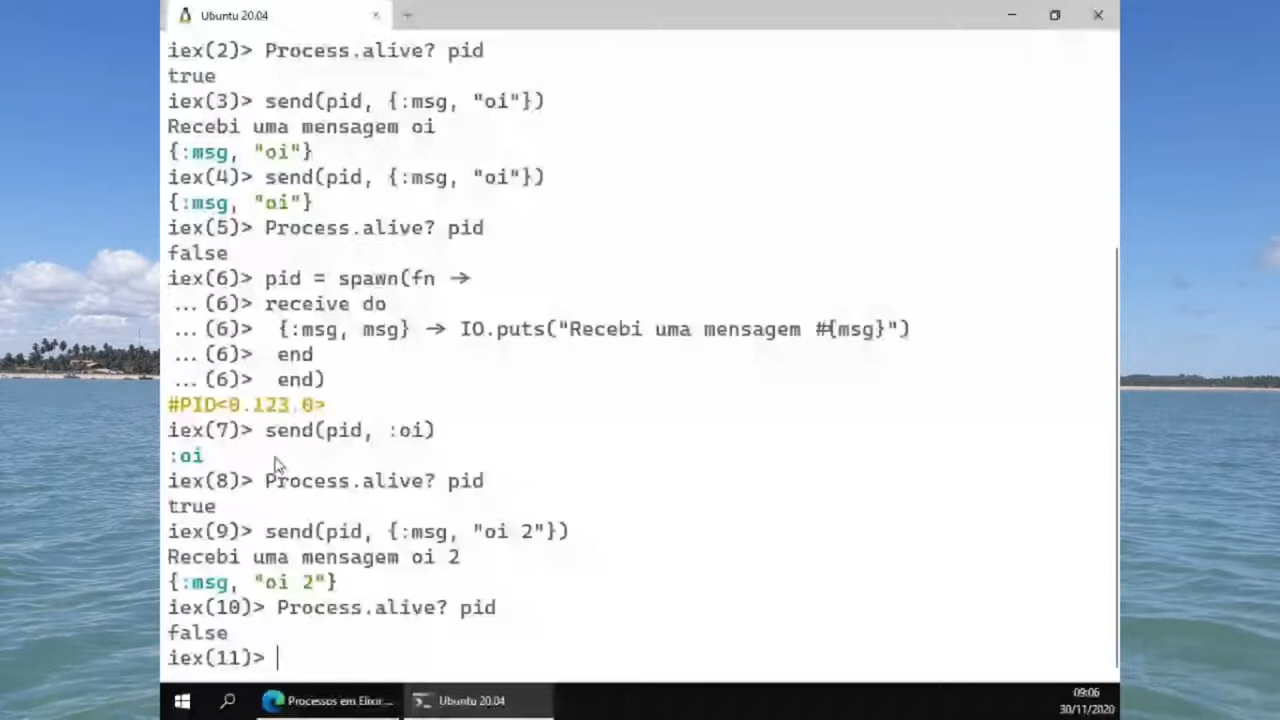 Ubuntu 20.04
iex(2)> Process.alive? pid
true
iex(3)> send(pid, {:msg, "oi"})
Recebi uma mensagem oi
{:msg, "oi"}
iex(4)> send(pid, {:msg, "oi"})
{:msg, "oi"}
iex(5)> Process.alive? pid
false
iex(6)> pid = spawn(fn →
...(6)> receive do
...(6)>  {:msg, msg} → IO.puts("Recebi uma mensagem #{msg}")
...(6)>  end
...(6)>  end)
#PID<0.123.0>
iex(7)> send(pid, :oi)
:oi
iex(8)> Process.alive? pid
true
iex(9)> send(pid, {:msg, "oi 2"})
Recebi uma mensagem oi 2
{:msg, "oi 2"}
iex(10)> Process.alive? pid
false
iex(11)>
Processos em Elixir... Ubuntu 20.04 09:06
30/11/2020